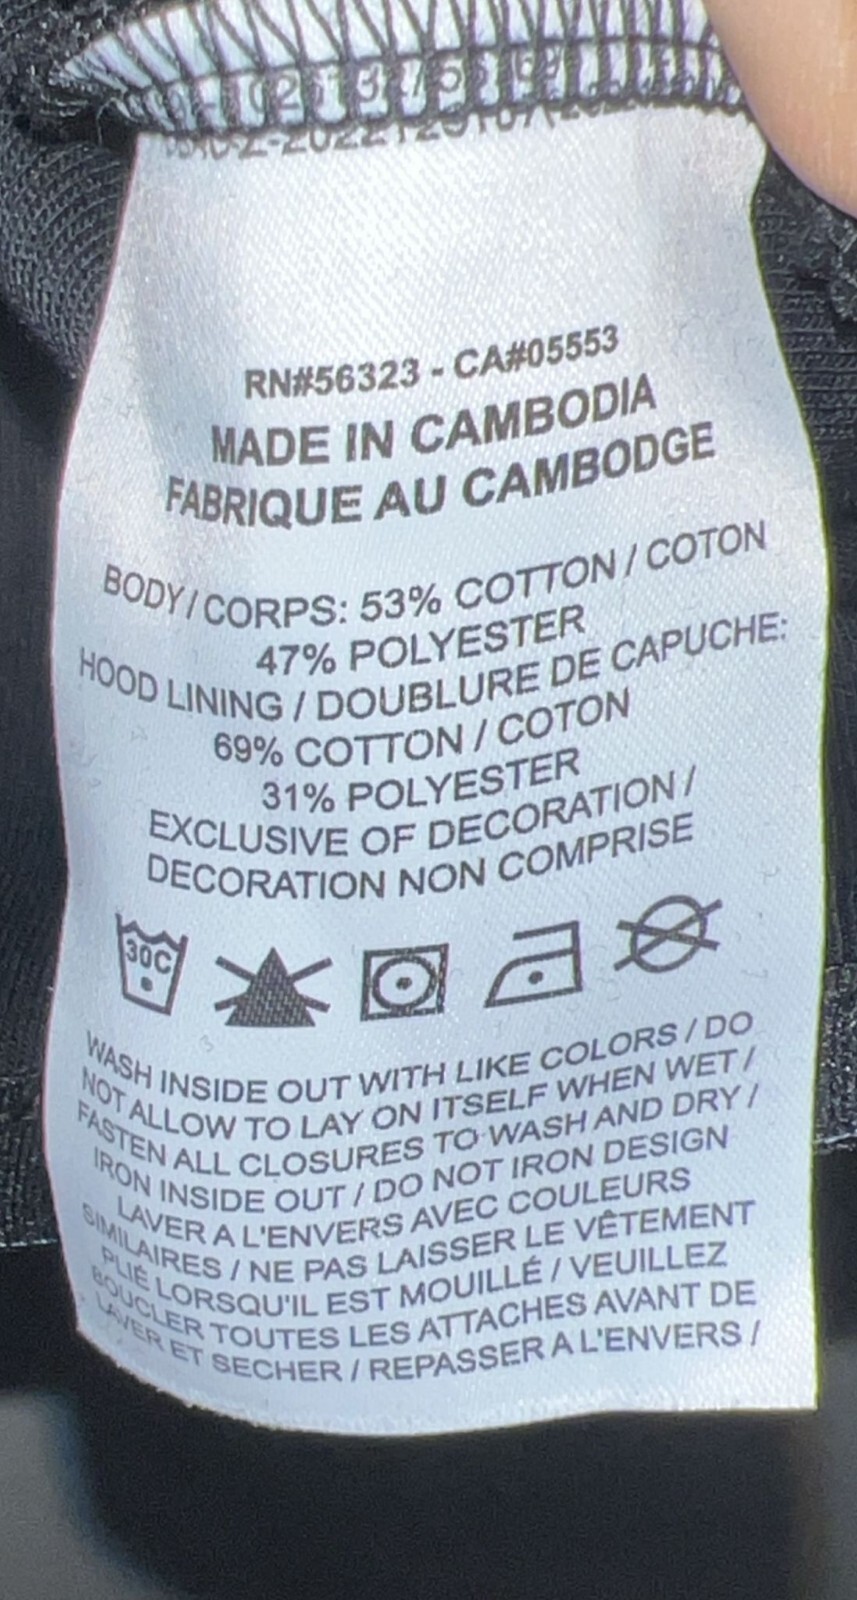 RN#56323 - CA#05553
MADE IN CAMBODIA
FABRIQUE AU CAMBODGE
BODY / CORPS: 53% COTTON / COTON
47% POLYESTER
HOOD LINING / DOUBLURE DE CAPUCHE:
69% COTTON / COTON
31% POLYESTER
EXCLUSIVE OF DECORATION /
DECORATION NON COMPRISE
30C
WASH INSIDE OUT WITH LIKE COLORS / DO
NOT ALLOW TO LAY ON ITSELF WHEN WET /
FASTEN ALL CLOSURES TO WASH AND DRY /
IRON INSIDE OUT / DO NOT IRON DESIGN
LAVER A L'ENVERS AVEC COULEURS
SIMILAIRES / NE PAS LAISSER LE VÊTEMENT
PLIÉ LORSQU'IL EST MOUILLÉ / VEUILLEZ
BOUCLER TOUTES LES ATTACHES AVANT DE
LAVER ET SECHER / REPASSER A L'ENVERS /